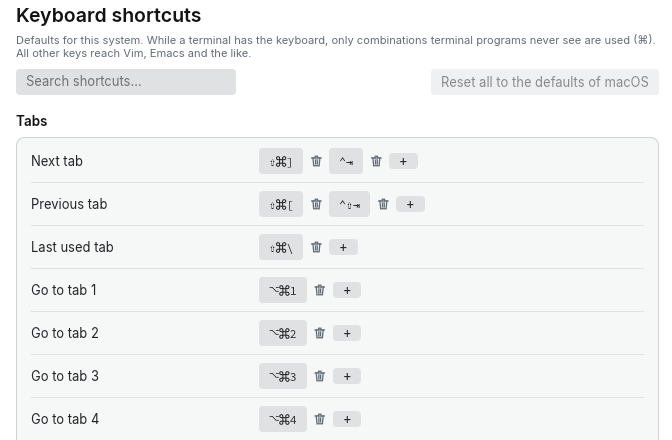 Keyboard shortcuts
Defaults for this system. While a terminal has the keyboard, only combinations terminal programs never see are used (⌘).
All other keys reach Vim, Emacs and the like.
Search shortcuts...
Reset all to the defaults of macOS
Tabs
Next tab ⇧⌘] ^⇥ +
Previous tab ⇧⌘[ ^⇧⇥ +
Last used tab ⇧⌘\ +
Go to tab 1 ⌥⌘1 +
Go to tab 2 ⌥⌘2 +
Go to tab 3 ⌥⌘3 +
Go to tab 4 ⌥⌘4 +